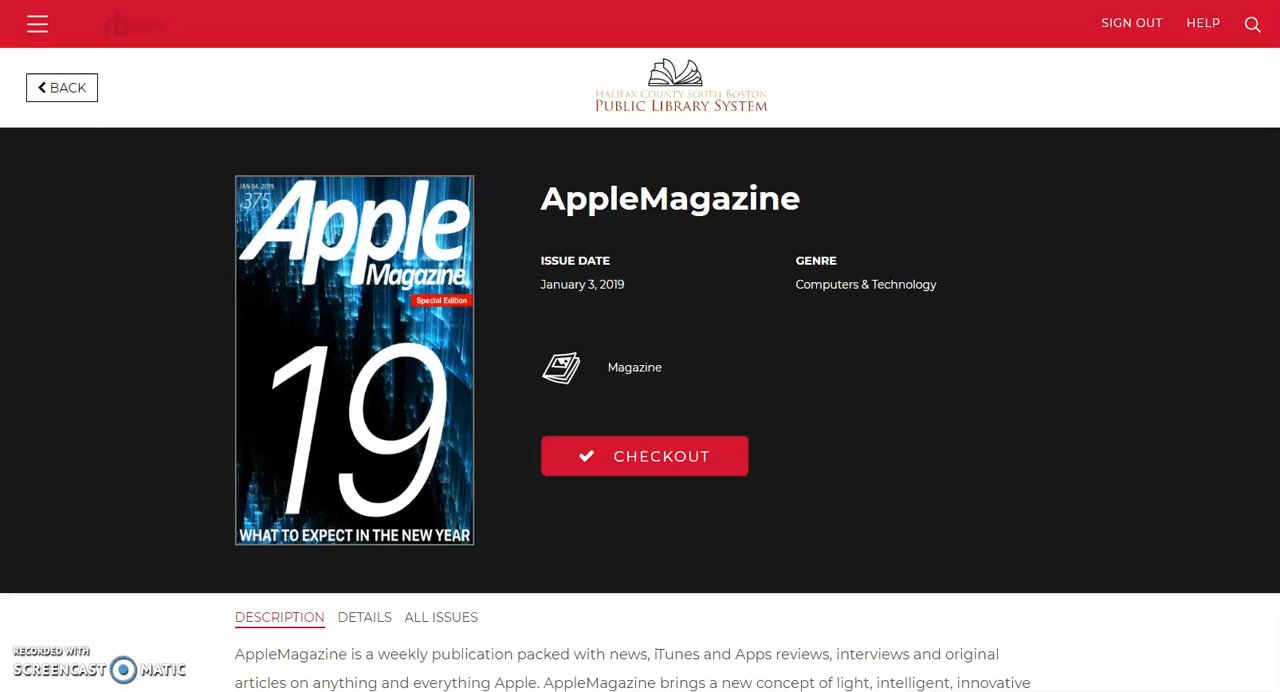 SIGN OUT HELP
BACK
HALIFAX COUNTY SOUTH BOSTON
PUBLIC LIBRARY SYSTEM
JAN 04, 2019
375
Apple
Magazine
Special Edition
19
WHAT TO EXPECT IN THE NEW YEAR
AppleMagazine
ISSUE DATE GENRE
January 3, 2019 Computers & Technology
Magazine
CHECKOUT
DESCRIPTION DETAILS ALL ISSUES
AppleMagazine is a weekly publication packed with news, iTunes and Apps reviews, interviews and original
articles on anything and everything Apple. AppleMagazine brings a new concept of light, intelligent, innovative
RECORDED WITH
SCREENCAST MATIC